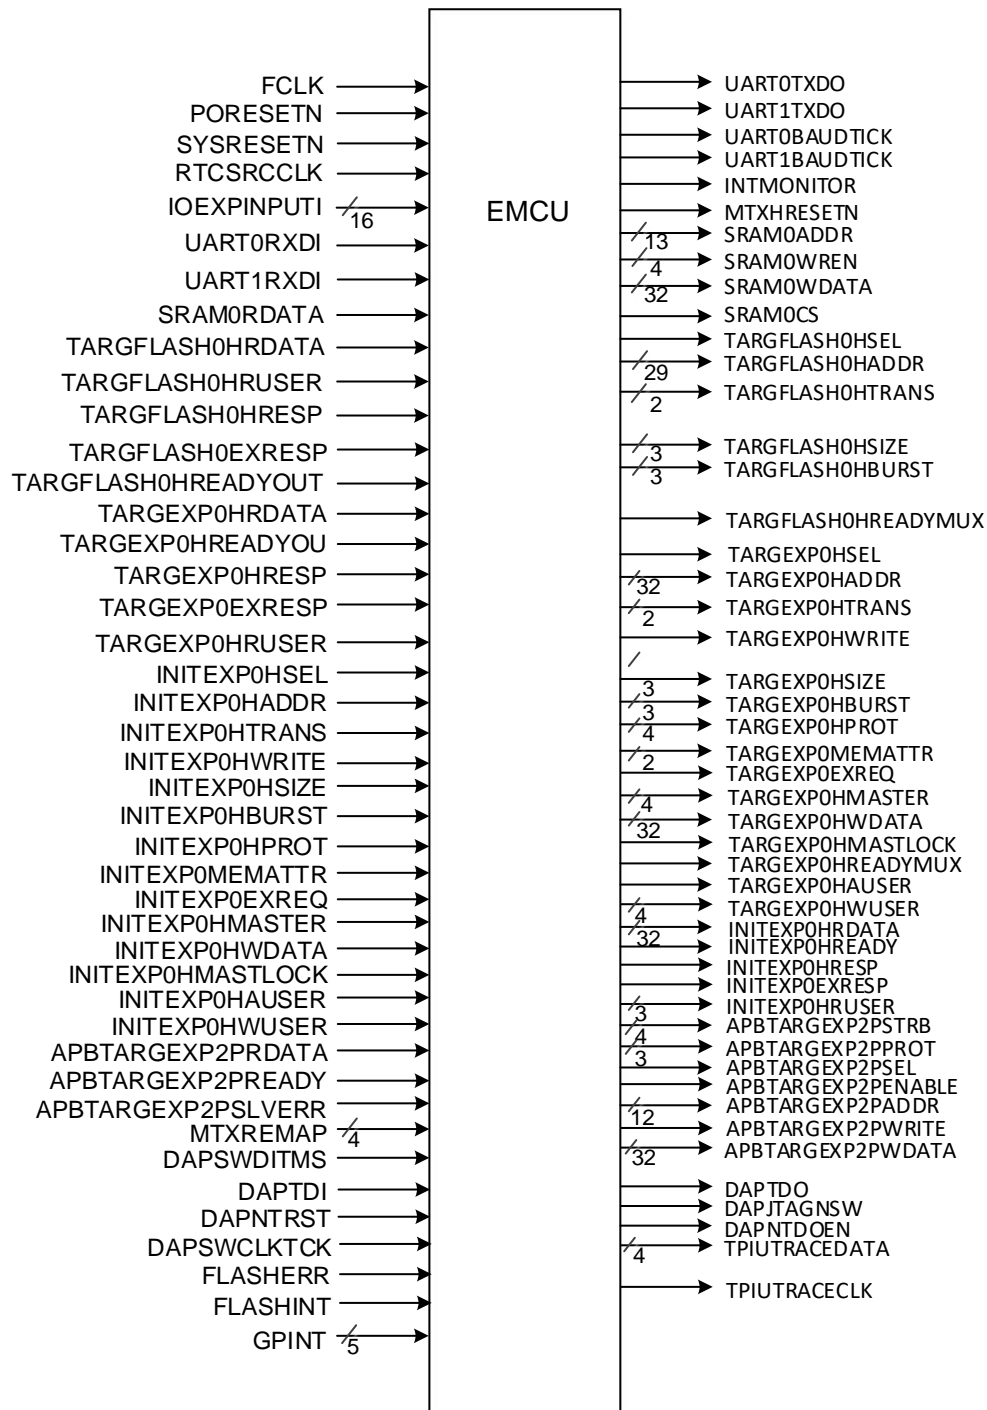 FCLK
PORESETN
SYSRESETN
RTCSRCCLK
IOEXPINPUTI
16
UART0RXDI
UART1RXDI
SRAM0RDATA
TARGFLASH0HRDATA
TARGFLASH0HRUSER
TARGFLASH0HRESP
TARGFLASH0EXRESP
TARGFLASH0HREADYOUT
TARGEXP0HRDATA
TARGEXP0HREADYOU
TARGEXP0HRESP
TARGEXP0EXRESP
TARGEXP0HRUSER
INITEXP0HSEL
INITEXP0HADDR
INITEXP0HTRANS
INITEXP0HWRITE
INITEXP0HSIZE
INITEXP0HBURST
INITEXP0HPROT
INITEXP0MEMATTR
INITEXP0EXREQ
INITEXP0HMASTER
INITEXP0HWDATA
INITEXP0HMASTLOCK
INITEXP0HAUSER
INITEXP0HWUSER
APBTARGEXP2PRDATA
APBTARGEXP2PREADY
APBTARGEXP2PSLVERR
MTXREMAP
4
DAPSWDITMS
DAPTDI
DAPNTRST
DAPSWCLKTCK
FLASHERR
FLASHINT
GPINT
5
EMCU
UART0TXDO
UART1TXDO
UART0BAUDTICK
UART1BAUDTICK
INTMONITOR
MTXHRESETN
13 SRAM0ADDR
4 SRAM0WREN
32 SRAM0WDATA
SRAM0CS
TARGFLASH0HSEL
29 TARGFLASH0HADDR
2 TARGFLASH0HTRANS
3 TARGFLASH0HSIZE
3 TARGFLASH0HBURST
TARGFLASH0HREADYMUX
TARGEXP0HSEL
32 TARGEXP0HADDR
2 TARGEXP0HTRANS
TARGEXP0HWRITE
3 TARGEXP0HSIZE
3 TARGEXP0HBURST
4 TARGEXP0HPROT
2 TARGEXP0MEMATTR
TARGEXP0EXREQ
4 TARGEXP0HMASTER
32 TARGEXP0HWDATA
TARGEXP0HMASTLOCK
TARGEXP0HREADYMUX
TARGEXP0HAUSER
4 TARGEXP0HWUSER
32 INITEXP0HRDATA
INITEXP0HREADY
INITEXP0HRESP
INITEXP0EXRESP
3 INITEXP0HRUSER
4 APBTARGEXP2PSTRB
3 APBTARGEXP2PPROT
APBTARGEXP2PSEL
APBTARGEXP2PENABLE
12 APBTARGEXP2PADDR
APBTARGEXP2PWRITE
32 APBTARGEXP2PWDATA
DAPTDO
DAPJTAGNSW
DAPNTDOEN
4 TPIUTRACEDATA
TPIUTRACECLK